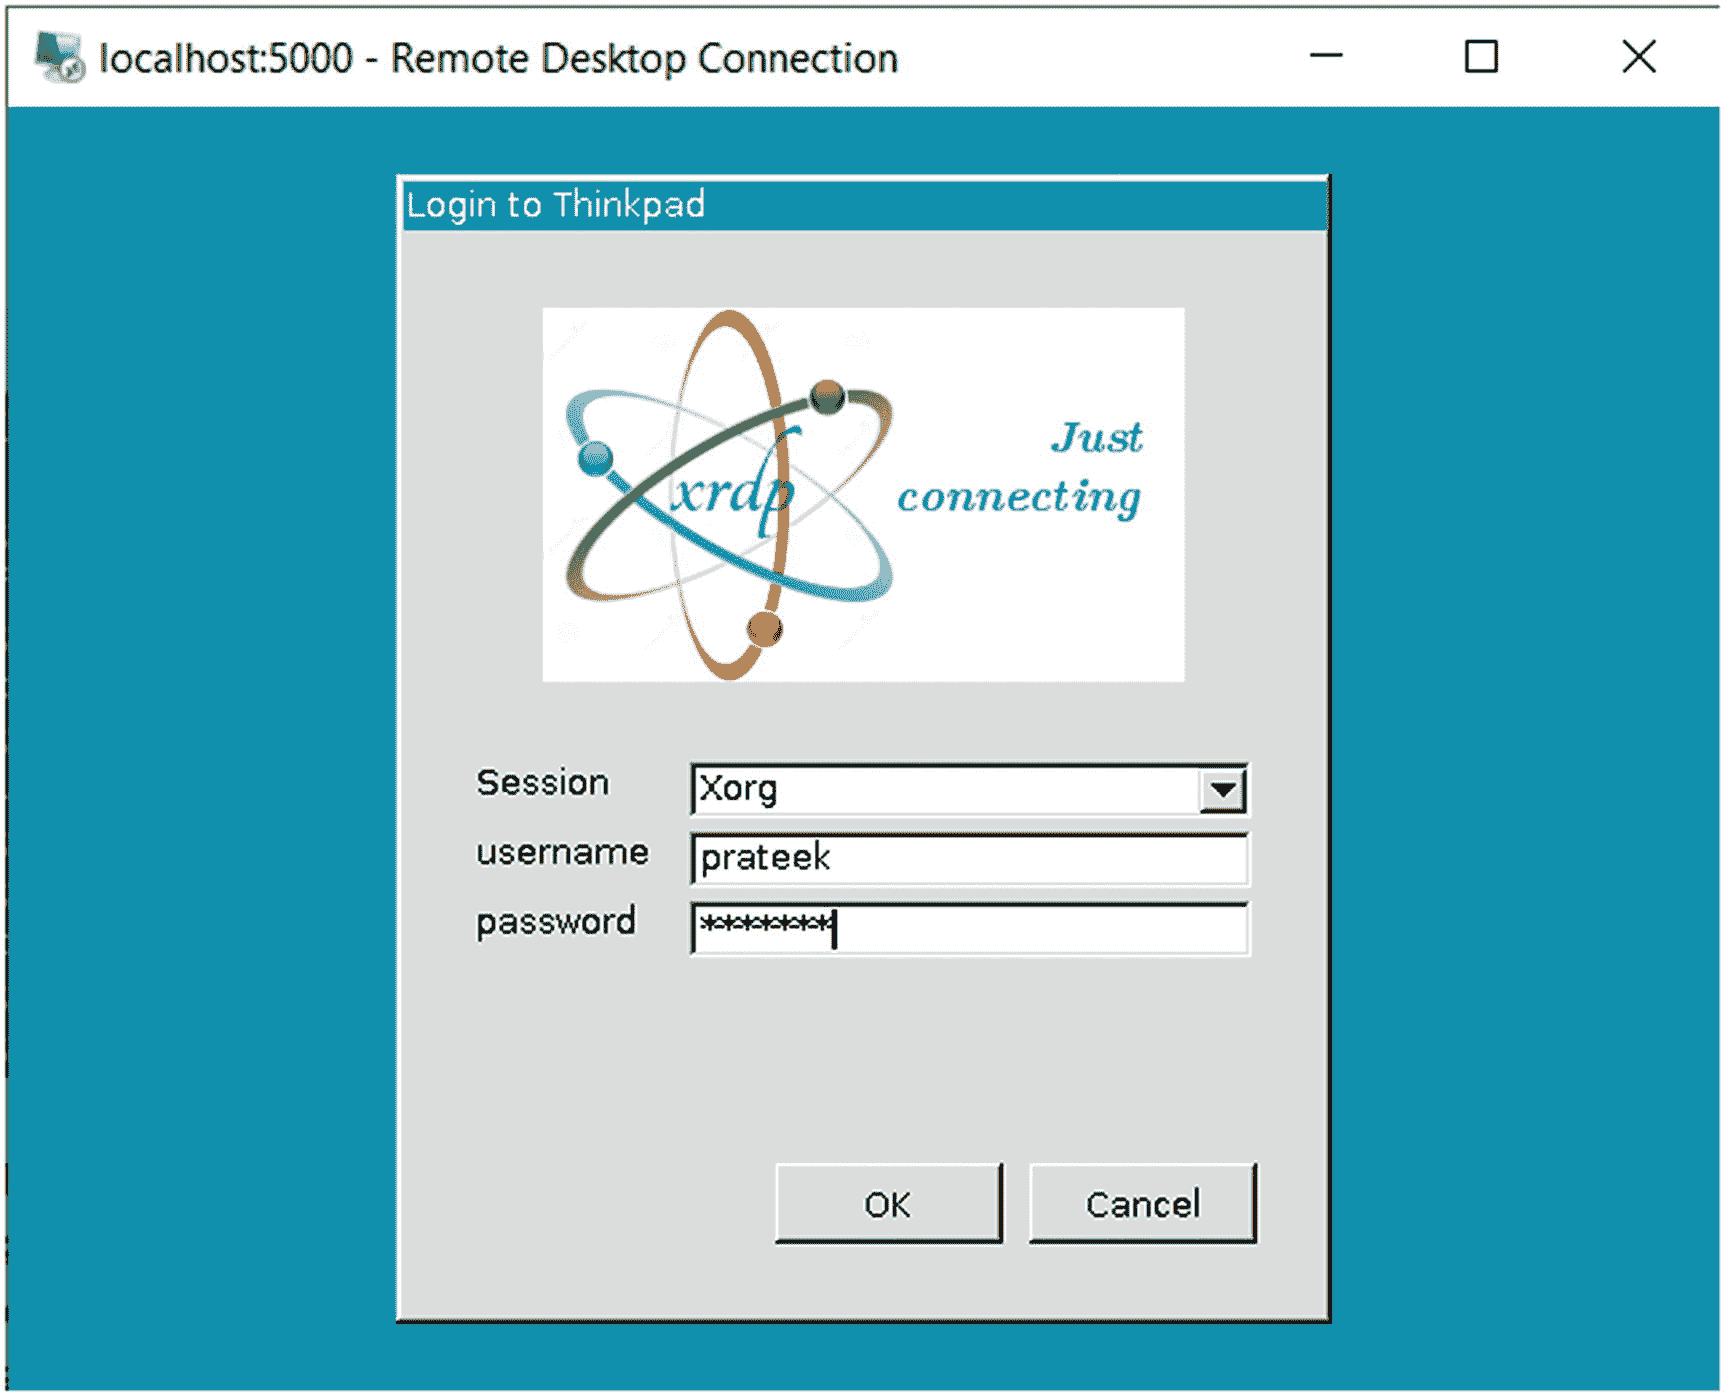 localhost:5000 - Remote Desktop Connection
Login to Thinkpad
xrdp
Just
connecting
Session
Xorg
username
prateek
password
*******
OK
Cancel